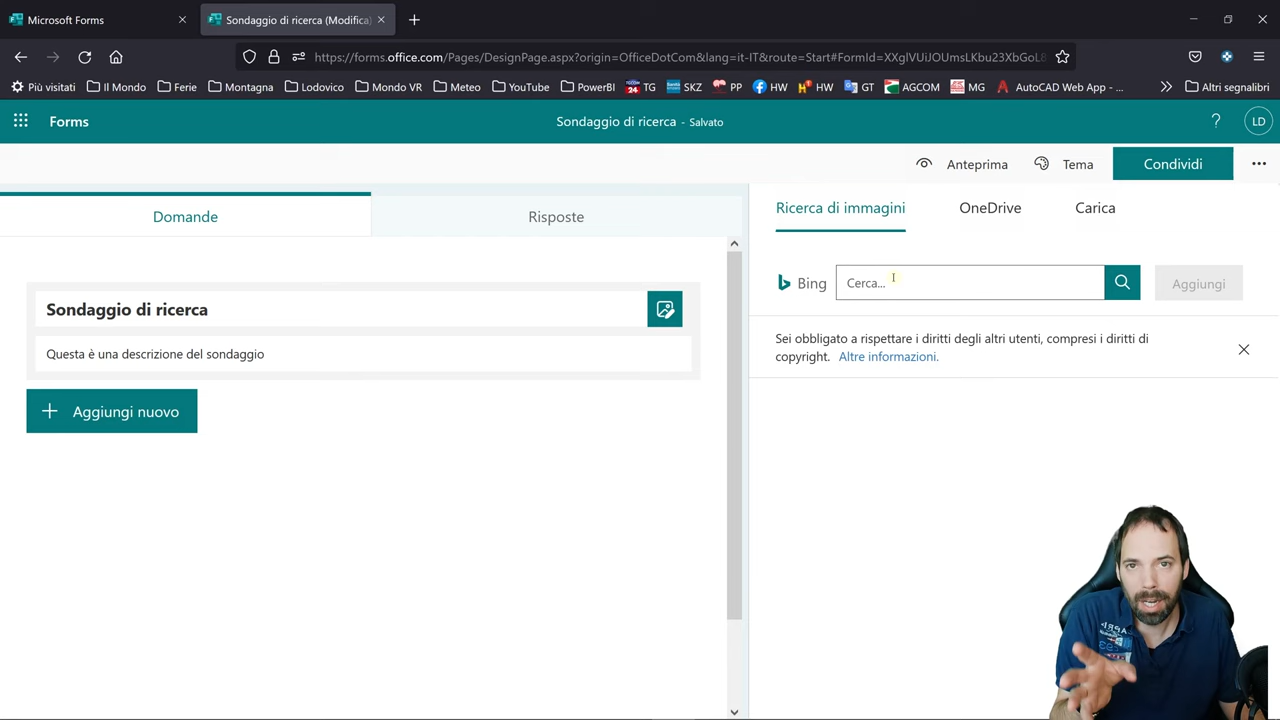 Microsoft Forms
Sondaggio di ricerca (Modifica)
https://forms.office.com/Pages/DesignPage.aspx?origin=OfficeDotCom&lang=it-IT&route=Start#FormId=XXglVUiJOUmsLKbu23XbGoL8
Più visitati Il Mondo Ferie Montagna Lodovico Mondo VR Meteo YouTube PowerBI TG SKZ PP HW HW GT AGCOM MG AutoCAD Web App - ... Altri segnalibri
Forms
Sondaggio di ricerca - Salvato
?
LD
Anteprima
Tema
Condividi
Domande
Risposte
Ricerca di immagini
OneDrive
Carica
Bing
Cerca...
Aggiungi
Sei obbligato a rispettare i diritti degli altri utenti, compresi i diritti di
copyright. Altre informazioni.
Sondaggio di ricerca
Questa è una descrizione del sondaggio
Aggiungi nuovo